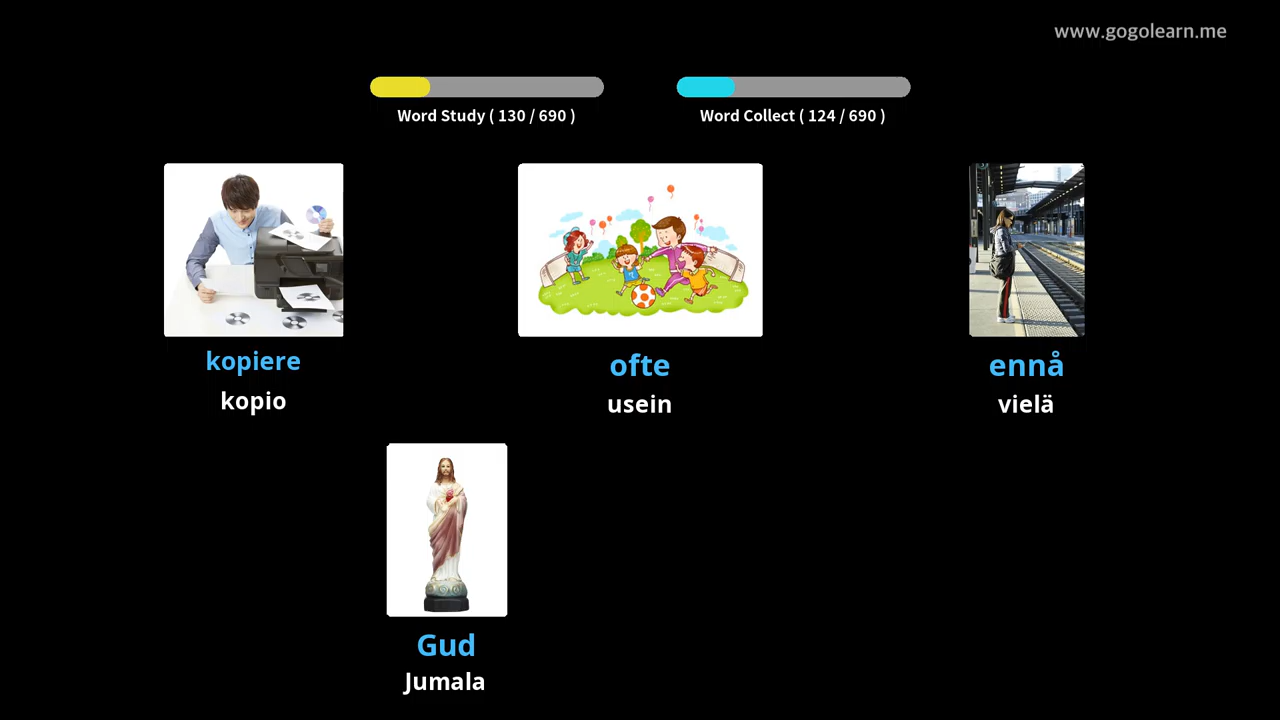 www.gogolearn.me
Word Study ( 130 / 690 )
Word Collect ( 124 / 690 )
kopiere
kopio
ofte
usein
ennå
vielä
Gud
Jumala